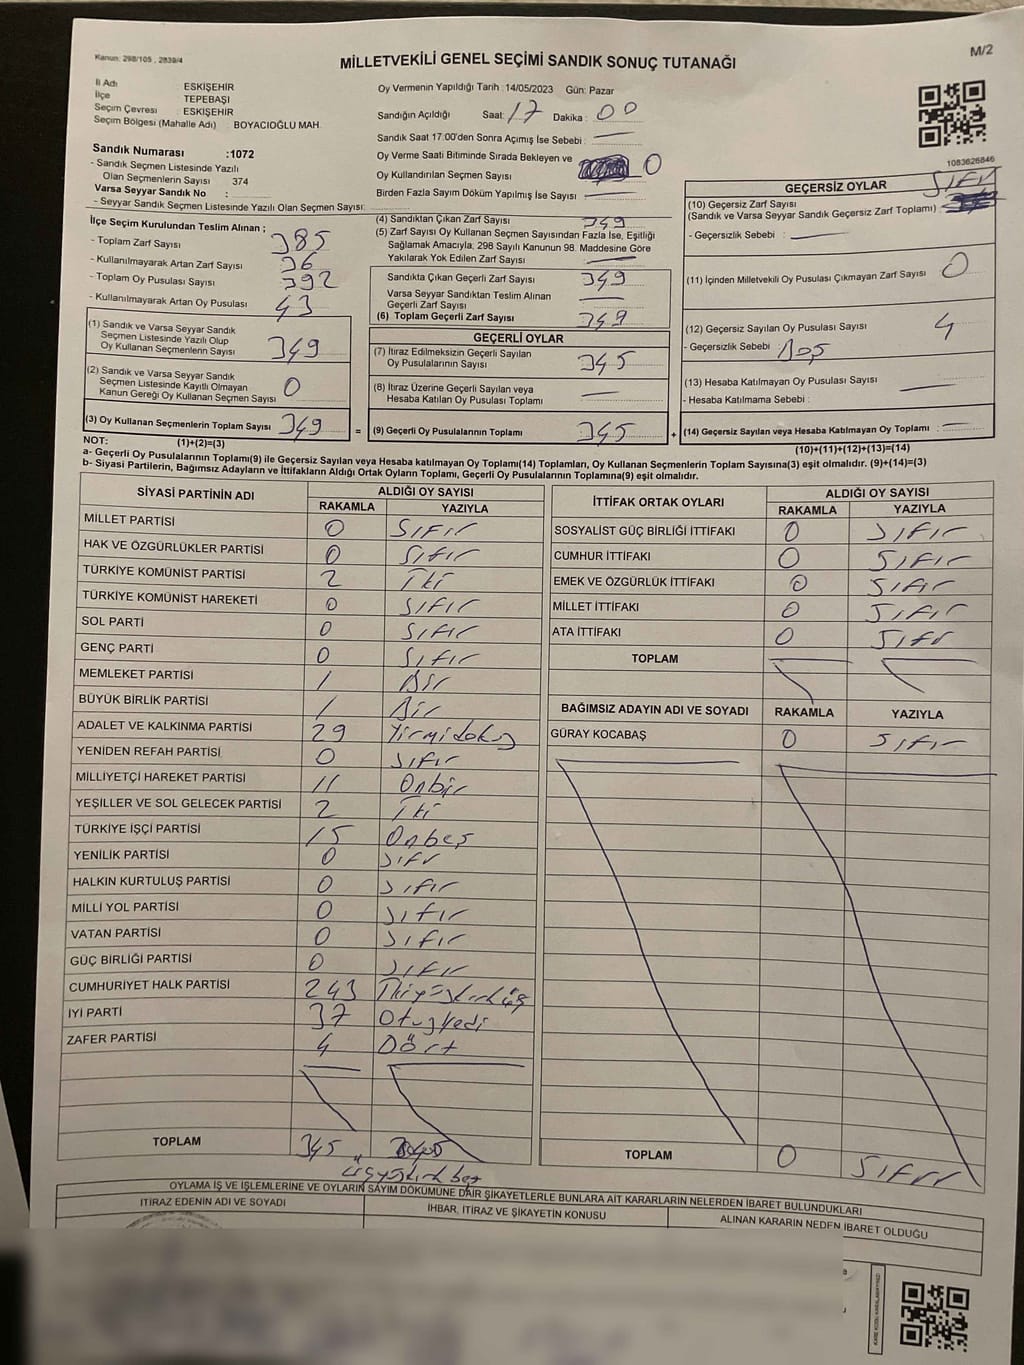 Kanun: 298/105 , 2839/4
MİLLETVEKİLİ GENEL SEÇİMİ SANDIK SONUÇ TUTANAĞI
M/2
İl Adı ESKİŞEHİR
İlçe TEPEBAŞI
Seçim Çevresi : ESKİŞEHİR
Seçim Bölgesi (Mahalle Adı) : BOYACIOĞLU MAH.
Sandık Numarası :1072
- Sandık Seçmen Listesinde Yazılı
Olan Seçmenlerin Sayısı : 374
Varsa Seyyar Sandık No :
- Seyyar Sandık Seçmen Listesinde Yazılı Olan Seçmen Sayısı:
İlçe Seçim Kurulundan Teslim Alınan ;
- Toplam Zarf Sayısı 385
- Kullanılmayarak Artan Zarf Sayısı 36
- Toplam Oy Pusulası Sayısı 392
- Kullanılmayarak Artan Oy Pusulası 43
(1) Sandık ve Varsa Seyyar Sandık
Seçmen Listesinde Yazılı Olup
Oy Kullanan Seçmenlerin Sayısı 349
(2) Sandık ve Varsa Seyyar Sandık
Seçmen Listesinde Kayıtlı Olmayan
Kanun Gereği Oy Kullanan Seçmen Sayısı 0
(3) Oy Kullanan Seçmenlerin Toplam Sayısı 349 =
Oy Vermenin Yapıldığı Tarih : 14/05/2023 Gün: Pazar
Sandığın Açıldığı Saat: 17 Dakika : 00
Sandık Saat 17:00'den Sonra Açılmış İse Sebebi :
Oy Verme Saati Bitiminde Sırada Bekleyen ve
Oy Kullandırılan Seçmen Sayısı 0
Birden Fazla Sayım Döküm Yapılmış İse Sayısı
(4) Sandıktan Çıkan Zarf Sayısı 349
(5) Zarf Sayısı Oy Kullanan Seçmen Sayısından Fazla İse, Eşitliği
Sağlamak Amacıyla, 298 Sayılı Kanunun 98. Maddesine Göre
Yakılarak Yok Edilen Zarf Sayısı
Sandıkta Çıkan Geçerli Zarf Sayısı 349
Varsa Seyyar Sandıktan Teslim Alınan
Geçerli Zarf Sayısı
(6) Toplam Geçerli Zarf Sayısı 349
GEÇERLİ OYLAR
(7) İtiraz Edilmeksizin Geçerli Sayılan
Oy Pusulalarının Sayısı 345
(8) İtiraz Üzerine Geçerli Sayılan veya
Hesaba Katılan Oy Pusulası Toplamı
(9) Geçerli Oy Pusulalarının Toplamı 345 +
1083626846
GEÇERSİZ OYLAR
Sıfır
(10) Geçersiz Zarf Sayısı
(Sandık ve Varsa Seyyar Sandık Geçersiz Zarf Toplamı) :
- Geçersizlik Sebebi :
(11) İçinden Milletvekili Oy Pusulası Çıkmayan Zarf Sayısı 0
(12) Geçersiz Sayılan Oy Pusulası Sayısı 4
- Geçersizlik Sebebi : Boş
(13) Hesaba Katılmayan Oy Pusulası Sayısı
- Hesaba Katılmama Sebebi :
(14) Geçersiz Sayılan veya Hesaba Katılmayan Oy Toplamı :
NOT: (1)+(2)=(3) (10)+(11)+(12)+(13)=(14)
a- Geçerli Oy Pusulalarının Toplamı(9) ile Geçersiz Sayılan veya Hesaba katılmayan Oy Toplamı(14) Toplamları, Oy Kullanan Seçmenlerin Toplam Sayısına(3) eşit olmalıdır. (9)+(14)=(3)
b- Siyasi Partilerin, Bağımsız Adayların ve İttifakların Aldığı Ortak Oyların Toplamı, Geçerli Oy Pusulalarının Toplamına(9) eşit olmalıdır.
SİYASİ PARTİNİN ADI ALDIĞI OY SAYISI
RAKAMLA YAZIYLA
MİLLET PARTİSİ 0 Sıfır
HAK VE ÖZGÜRLÜKLER PARTİSİ 0 Sıfır
TÜRKİYE KOMÜNİST PARTİSİ 2 İki
TÜRKİYE KOMÜNİST HAREKETİ 0 Sıfır
SOL PARTİ 0 Sıfır
GENÇ PARTİ 0 Sıfır
MEMLEKET PARTİSİ 1 Bir
BÜYÜK BİRLİK PARTİSİ 1 Bir
ADALET VE KALKINMA PARTİSİ 29 Yirmidokuz
YENİDEN REFAH PARTİSİ 0 Sıfır
MİLLİYETÇİ HAREKET PARTİSİ 11 Onbir
YEŞİLLER VE SOL GELECEK PARTİSİ 2 İki
TÜRKİYE İŞÇİ PARTİSİ 15 Onbeş
YENİLİK PARTİSİ 0 Sıfır
HALKIN KURTULUŞ PARTİSİ 0 Sıfır
MİLLİ YOL PARTİSİ 0 Sıfır
VATAN PARTİSİ 0 Sıfır
GÜÇ BİRLİĞİ PARTİSİ 0 Sıfır
CUMHURİYET HALK PARTİSİ 243 İkiyüzkırküç
İYİ PARTİ 37 Otuzyedi
ZAFER PARTİSİ 4 Dört
TOPLAM 345
Üçyüzkırkbeş
İTTİFAK ORTAK OYLARI ALDIĞI OY SAYISI
RAKAMLA YAZIYLA
SOSYALİST GÜÇ BİRLİĞİ İTTİFAKI 0 Sıfır
CUMHUR İTTİFAKI 0 Sıfır
EMEK VE ÖZGÜRLÜK İTTİFAKI 0 Sıfır
MİLLET İTTİFAKI 0 Sıfır
ATA İTTİFAKI 0 Sıfır
TOPLAM
BAĞIMSIZ ADAYIN ADI VE SOYADI RAKAMLA YAZIYLA
GÜRAY KOCABAŞ 0 Sıfır
TOPLAM 0 Sıfır
OYLAMA İŞ VE İŞLEMLERİNE VE OYLARIN SAYIM DÖKÜMÜNE DAİR ŞİKAYETLERLE BUNLARA AİT KARARLARIN NELERDEN İBARET BULUNDUKLARI
İTİRAZ EDENİN ADI VE SOYADI İHBAR, İTİRAZ VE ŞİKAYETİN KONUSU ALINAN KARARIN NEDEN İBARET OLDUĞU